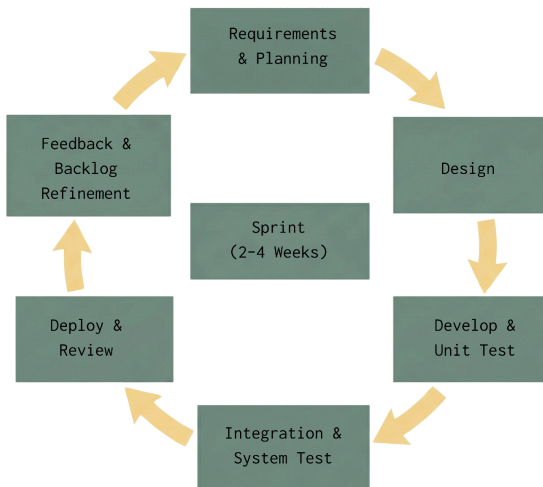 Requirements
& Planning
Design
Develop &
Unit Test
Integration &
System Test
Deploy &
Review
Feedback &
Backlog
Refinement
Sprint
(2–4 Weeks)